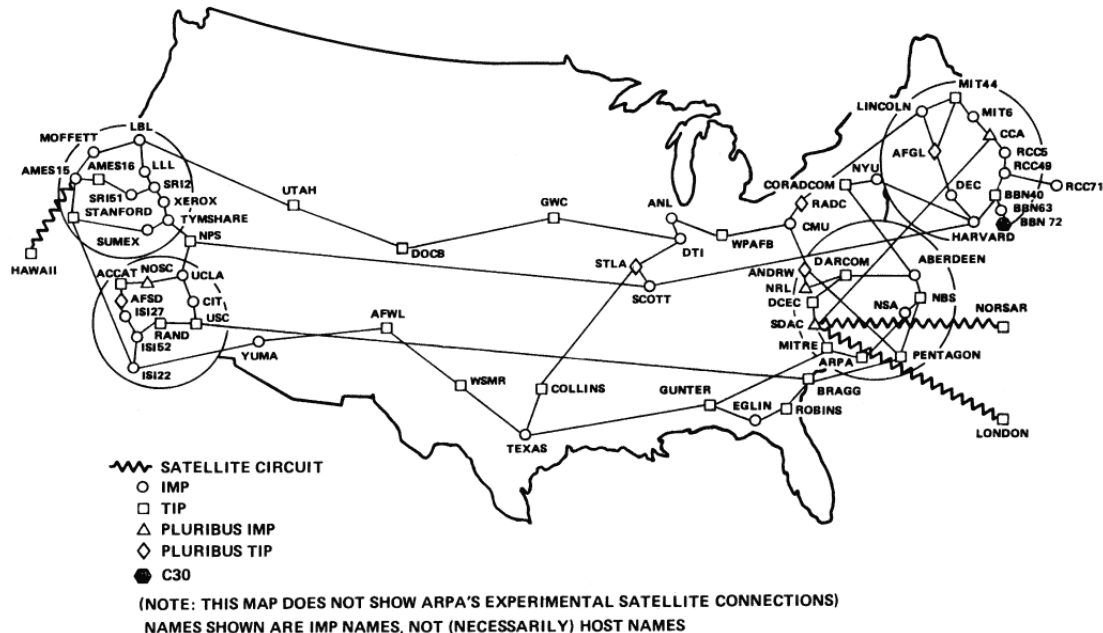 MIT44
LINCOLN
MIT6
CCA
MOFFETT
LBL
AMES16
LLL
AMES15
SRI2
SRI51
XEROX
STANFORD
TYMSHARE
SUMEX
NPS
HAWAII
UTAH
GWC
DOCB
ANL
DTI
WPAFB
STLA
SCOTT
CORADCOM
NYU
RADC
CMU
AFGL
DEC
RCC5
RCC49
RCC71
BBN40
BBN63
BBN 72
HARVARD
ACCAT
NOSC
UCLA
AFSD
ISI27
CIT
RAND
USC
ISI52
ISI22
YUMA
AFWL
WSMR
TEXAS
COLLINS
GUNTER
EGLIN
ROBINS
BRAGG
ANDRW
DARCOM
ABERDEEN
NRL
DCEC
NSA
NBS
SDAC
NORSAR
MITRE
ARPA
PENTAGON
LONDON
SATELLITE CIRCUIT
IMP
TIP
PLURIBUS IMP
PLURIBUS TIP
C30
(NOTE: THIS MAP DOES NOT SHOW ARPA'S EXPERIMENTAL SATELLITE CONNECTIONS)
NAMES SHOWN ARE IMP NAMES, NOT (NECESSARILY) HOST NAMES